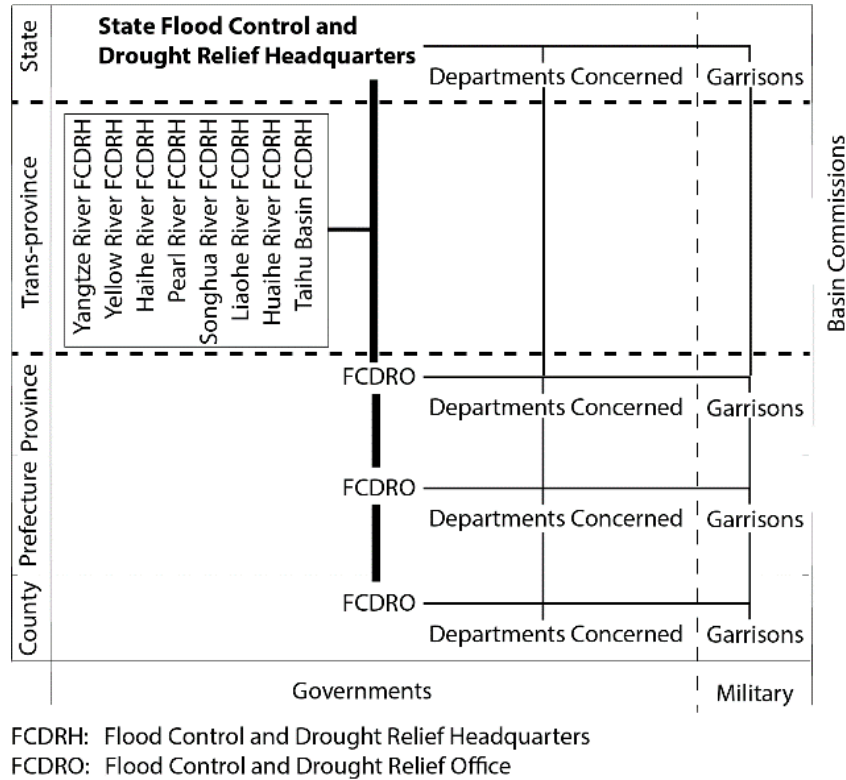 State
State Flood Control and
Drought Relief Headquarters
Departments Concerned
Garrisons
Trans-province
Yangtze River FCDRH
Yellow River FCDRH
Haihe River FCDRH
Pearl River FCDRH
Songhua River FCDRH
Liaohe River FCDRH
Huaihe River FCDRH
Taihu Basin FCDRH
Basin Commissions
Province
FCDRO
Departments Concerned
Garrisons
Prefecture
FCDRO
Departments Concerned
Garrisons
County
FCDRO
Departments Concerned
Garrisons
Governments
Military
FCDRH: Flood Control and Drought Relief Headquarters
FCDRO: Flood Control and Drought Relief Office